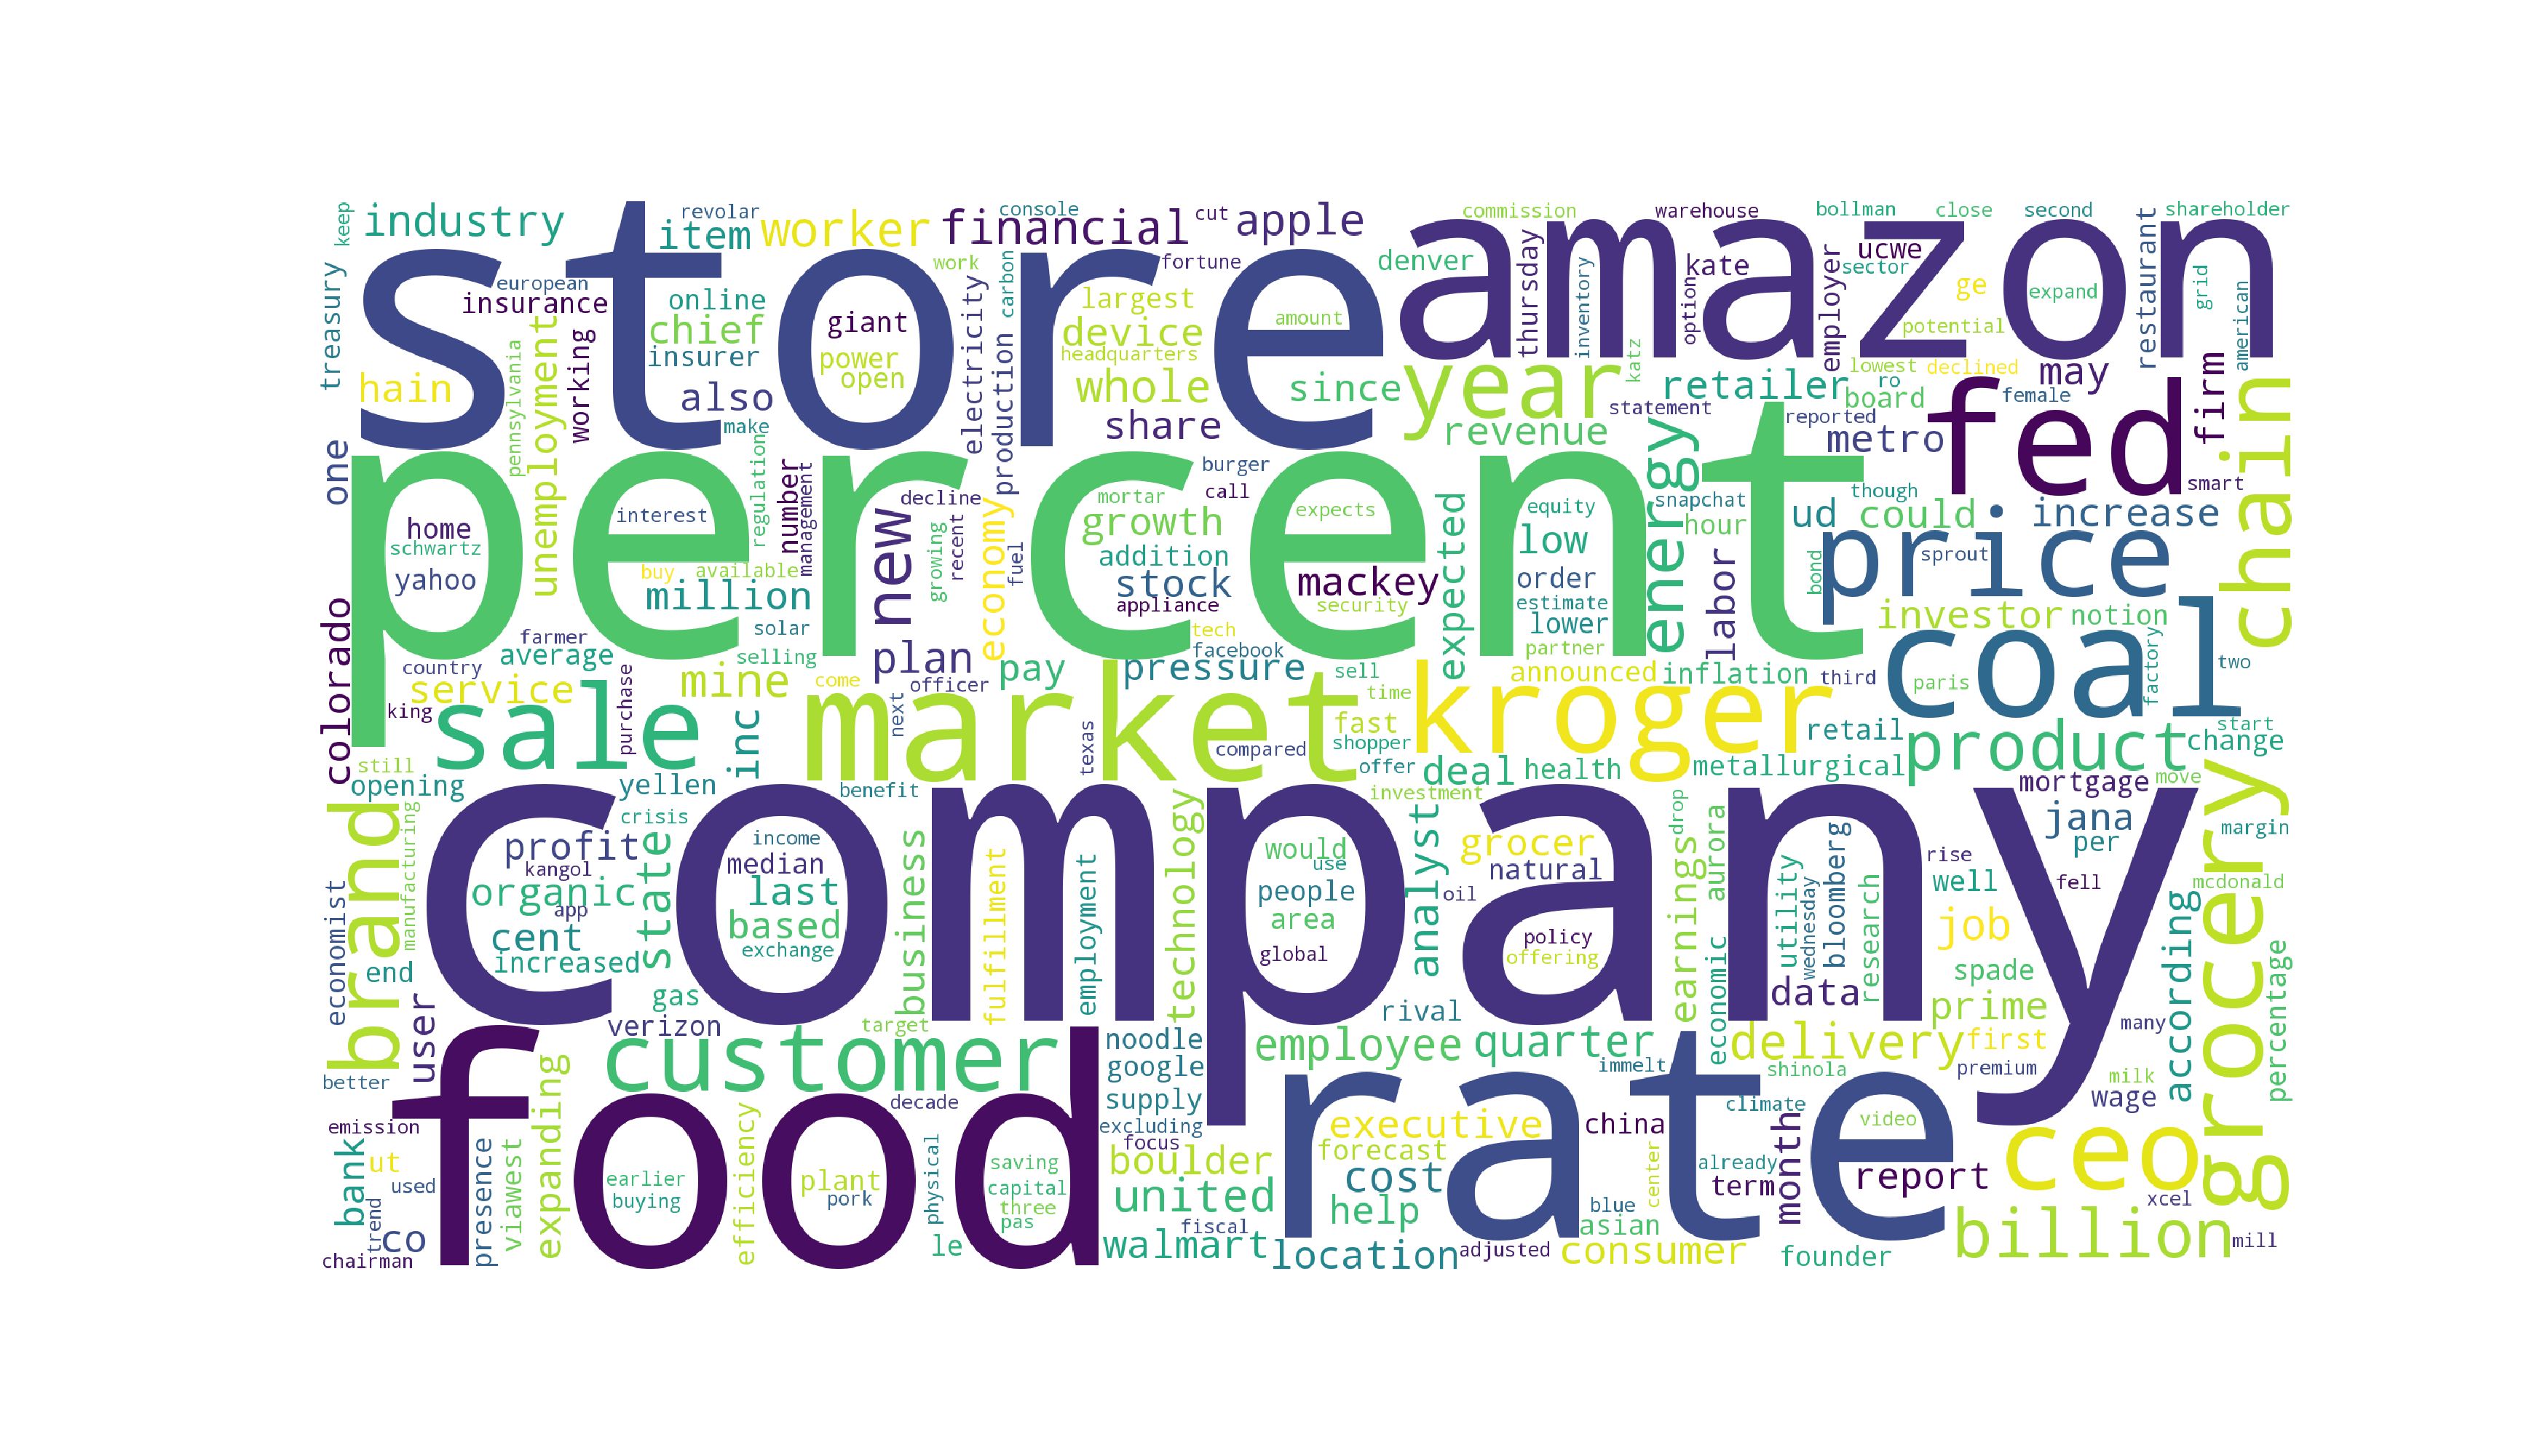 store
amazon
percent
company
food
rate
fed
coal
price
kroger
market
sale
customer
brand
grocery
chain
ceo
billion
product
year
new
energy
keep
industry
revolar
item
worker
financial
console
cut
apple
commission
warehouse
bollman
close
second
shareholder
treasury
european
insurance
online
chief
insurer
giant
power
open
work
electricity
carbon
fortune
largest
device
headquarters
amount
denver
thursday
inventory
option
kate
employer
ucwe
sector
ge
expand
potential
restaurant
grid
american
hain
pennsylvania
unemployment
working
also
make
production
whole
share
since
revenue
katz
retailer
statement
lowest
declined
ro
board
female
may
reported
metro
firm
smart
one
home
schwartz
yahoo
interest
regulation
number
management
decline
recent
growing
economy
fuel
mortar
burger
call
growth
addition
stock
appliance
expects
mackey
security
expected
equity
low
order
estimate
lower
partner
snapchat
hour
labor
bond
though
ud
could
increase
sprout
investor
notion
colorado
farmer
average
country
service
king
buy
available
million
solar
selling
mine
purchase
inc
come
plan
officer
next
pay
tech
facebook
pressure
sell
time
fast
texas
compared
shopper
offer
deal
health
announced
inflation
third
retail
metallurgical
paris
factory
two
start
change
still
opening
yellen
benefit
investment
drop
mortgage
move
manufacturing
crisis
profit
kangol
organic
app
cent
increased
state
income
median
last
based
exchange
business
fulfillment
employment
technology
would
use
people
area
global
analyst
grocer
natural
oil
policy
offering
earnings
aurora
economic
utility
wednesday
bloomberg
research
data
jana
per
rise
well
fell
job
spade
prime
margin
mcdonald
according
percentage
many
economist
end
user
gas
verizon
target
rival
noodle
google
supply
excluding
focus
employee
quarter
immelt
delivery
first
shinola
premium
milk
wage
better
expanding
emission
bank
ut
used
trend
co
chairman
presence
viawest
earlier
buying
efficiency
decade
plant
pork
physical
le
saving
capital
three
pas
boulder
united
fiscal
walmart
location
executive
forecast
cost
help
adjusted
china
blue
asian
center
consumer
climate
already
term
month
video
report
founder
xcel
mill